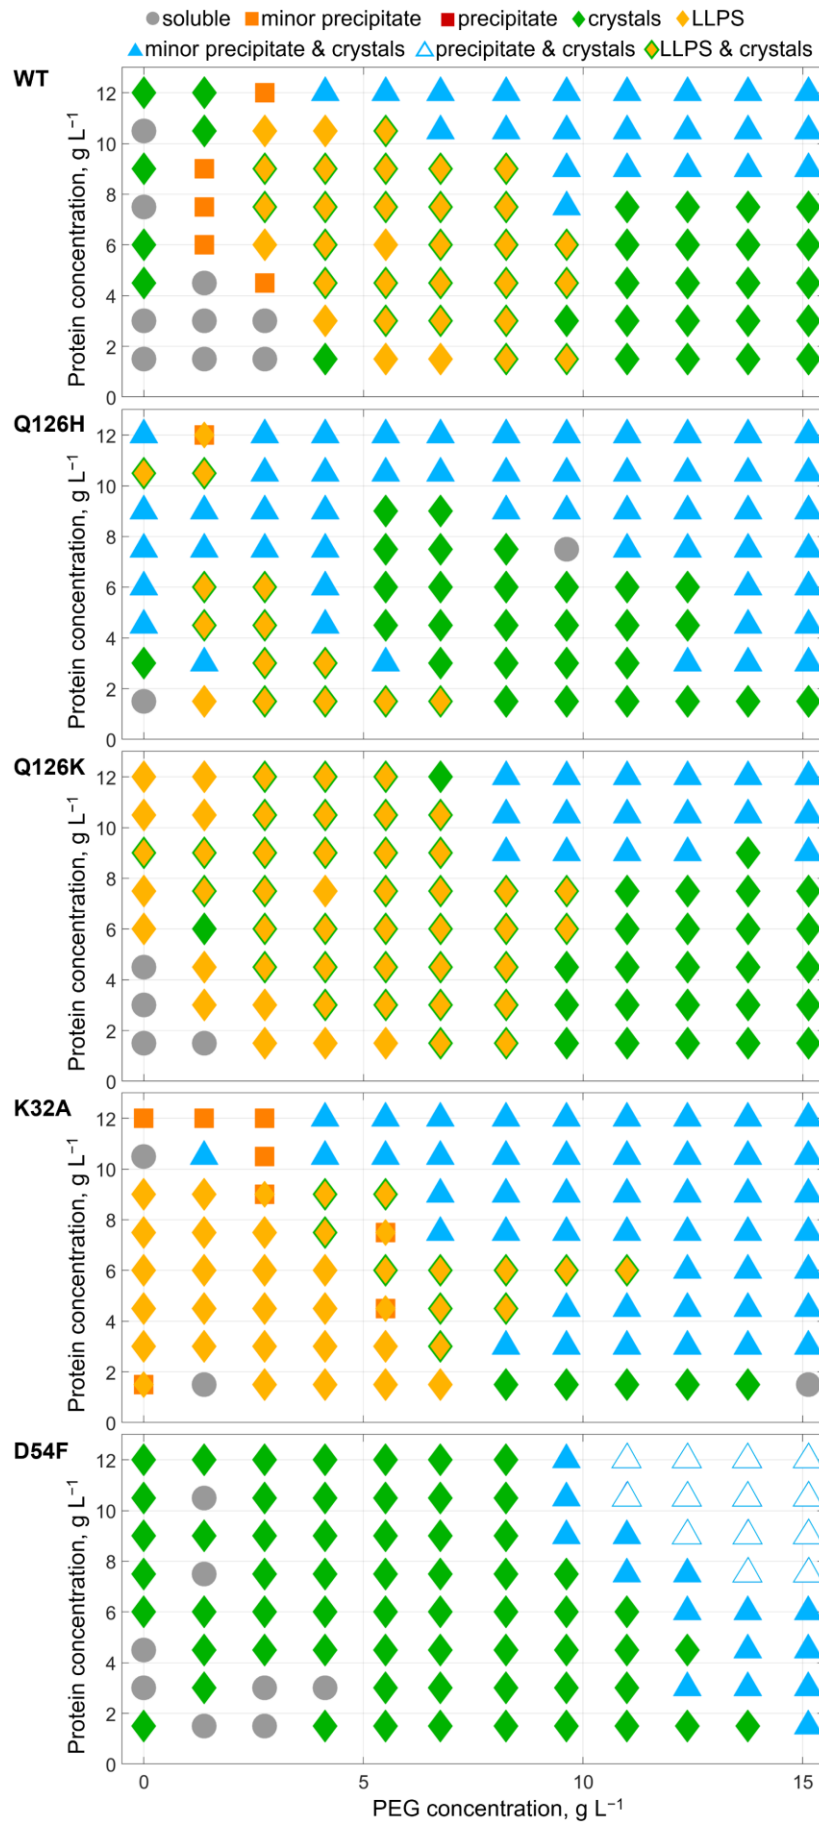 soluble minor precipitate precipitate crystals LLPS
minor precipitate & crystals precipitate & crystals LLPS & crystals
WT
Protein concentration, g L⁻¹
12
10
8
6
4
2
0
Q126H
Protein concentration, g L⁻¹
12
10
8
6
4
2
0
Q126K
Protein concentration, g L⁻¹
12
10
8
6
4
2
0
K32A
Protein concentration, g L⁻¹
12
10
8
6
4
2
0
D54F
Protein concentration, g L⁻¹
12
10
8
6
4
2
0
0 5 10 15
PEG concentration, g L⁻¹